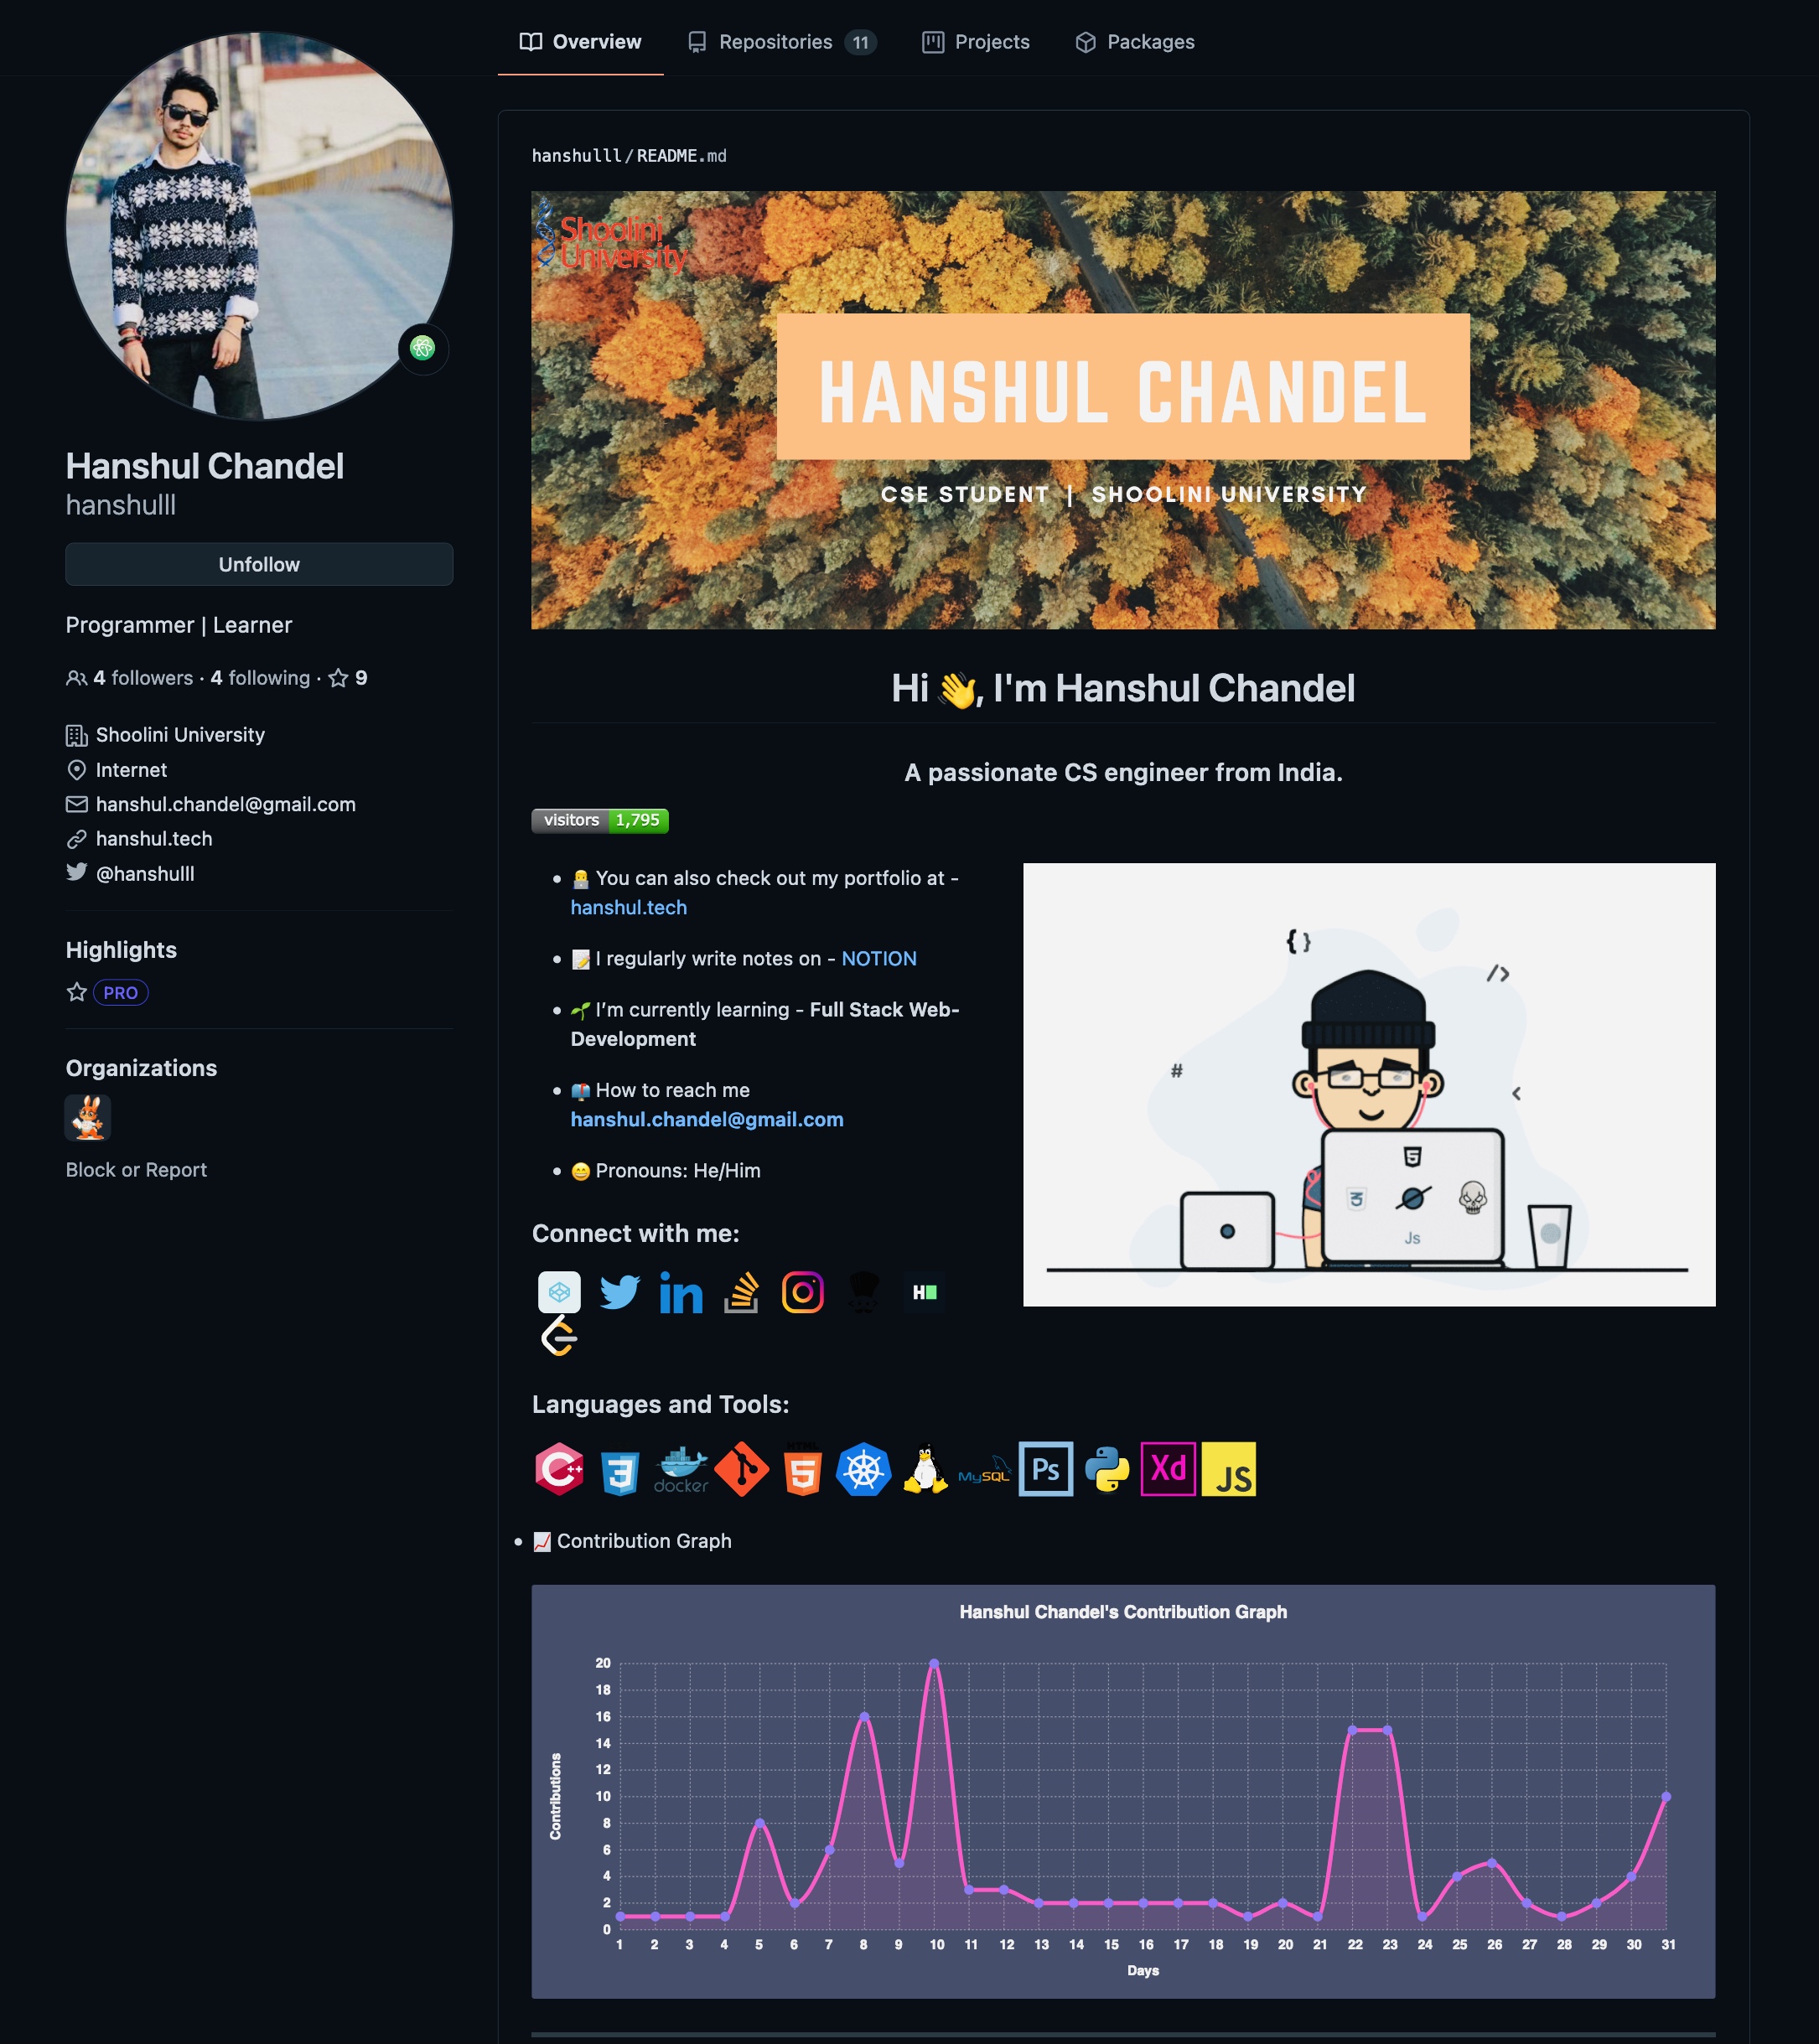 Overview
Repositories 11
Projects
Packages
Hanshul Chandel
hanshulll
Unfollow
Programmer | Learner
4 followers · 4 following · 9
Shoolini University
Internet
hanshul.chandel@gmail.com
hanshul.tech
@hanshulll
Highlights
PRO
Organizations
Block or Report
hanshulll/README.md
Shoolini
University
HANSHUL CHANDEL
CSE STUDENT | SHOOLINI UNIVERSITY
Hi 👋, I'm Hanshul Chandel
A passionate CS engineer from India.
visitors 1,795
You can also check out my portfolio at -
hanshul.tech
I regularly write notes on - NOTION
I’m currently learning - Full Stack Web-
Development
How to reach me
hanshul.chandel@gmail.com
Pronouns: He/Him
{ }
/>
#
<
5
3
Js
Connect with me:
in
H
Languages and Tools:
C++
3
docker
HTML
5
MySQL
Ps
Xd
JS
Contribution Graph
Hanshul Chandel's Contribution Graph
Contributions
20
18
16
14
12
10
8
6
4
2
0
1 2 3 4 5 6 7 8 9 10 11 12 13 14 15 16 17 18 19 20 21 22 23 24 25 26 27 28 29 30 31
Days